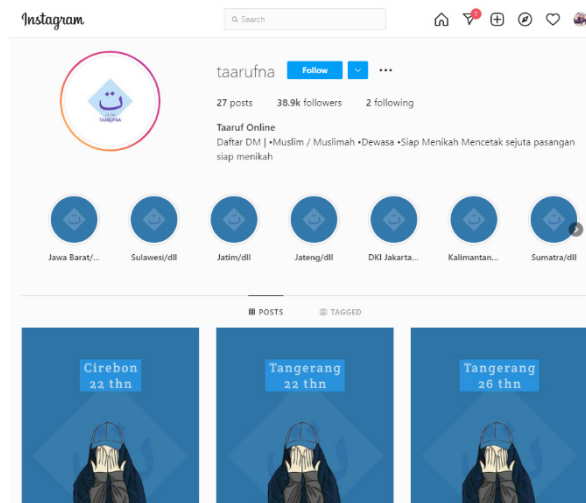 Instagram
Search
1
taarufna Follow
27 posts 38.9k followers 2 following
Taaruf Online
Daftar DM | •Muslim / Muslimah •Dewasa •Siap Menikah Mencetak sejuta pasangan
siap menikah
ت
TAARUFNA
Jawa Barat/... Sulawesi/dll Jatim/dll Jateng/dll DKI Jakarta... Kalimantan... Sumatra/dll
POSTS TAGGED
Cirebon
22 thn
Tangerang
22 thn
Tangerang
26 thn